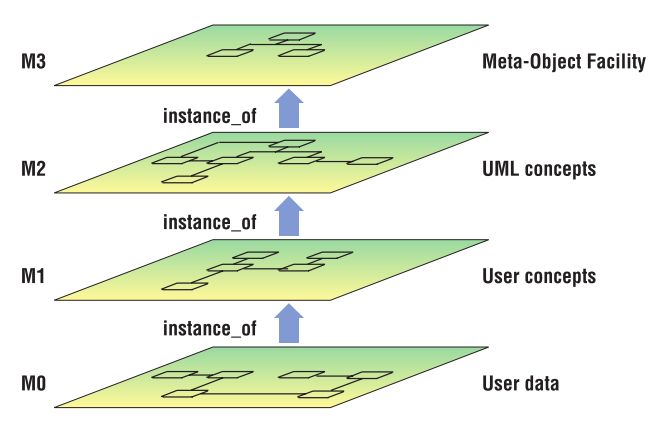 M3 Meta-Object Facility
instance_of
M2 UML concepts
instance_of
M1 User concepts
instance_of
M0 User data